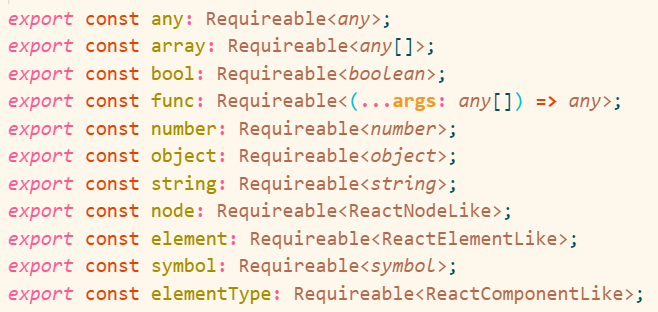 export const any: Requireable<any>;
export const array: Requireable<any[]>;
export const bool: Requireable<boolean>;
export const func: Requireable<(...args: any[]) => any>;
export const number: Requireable<number>;
export const object: Requireable<object>;
export const string: Requireable<string>;
export const node: Requireable<ReactNodeLike>;
export const element: Requireable<ReactElementLike>;
export const symbol: Requireable<symbol>;
export const elementType: Requireable<ReactComponentLike>;